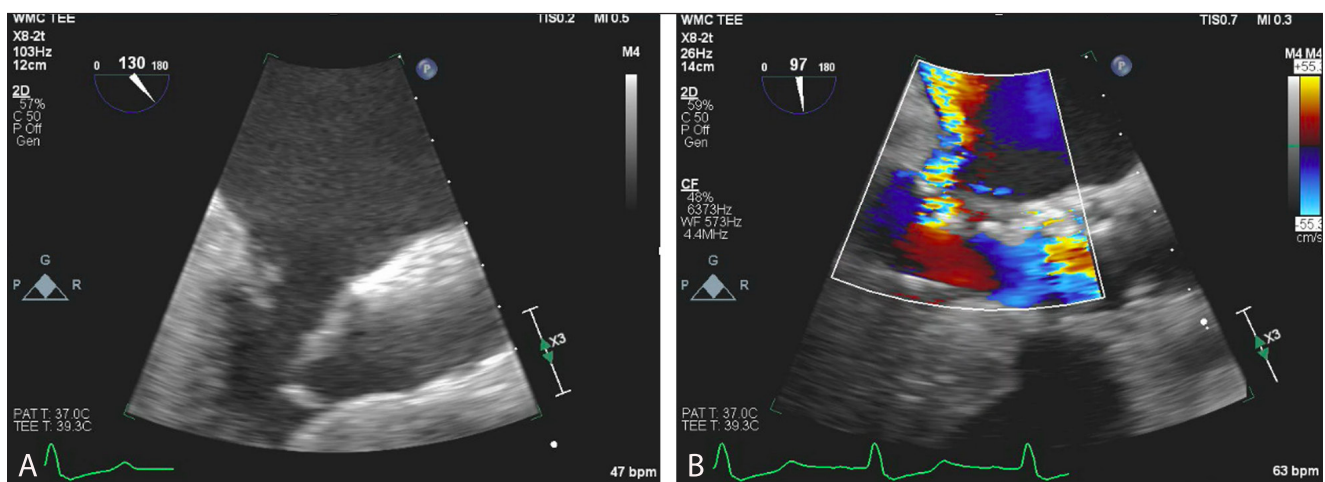 WMC TEE
TIS0.2 MI 0.5
X8-2t
103Hz
12cm
0 130 180
P
M4
2D
57%
C 50
P Off
Gen
G
P R
X3
PAT T: 37.0C
TEE T: 39.3C
A
47 bpm
WMC TEE
TIS0.7 MI 0.3
X8-2t
26Hz
14cm
0 97 180
P
M4 M4
+55.
2D
59%
C 50
P Off
Gen
CF
48%
6373Hz
WF 573Hz
4.4MHz
-55.
cm/s
G
P R
X3
PAT T: 37.0C
TEE T: 39.3C
B
63 bpm